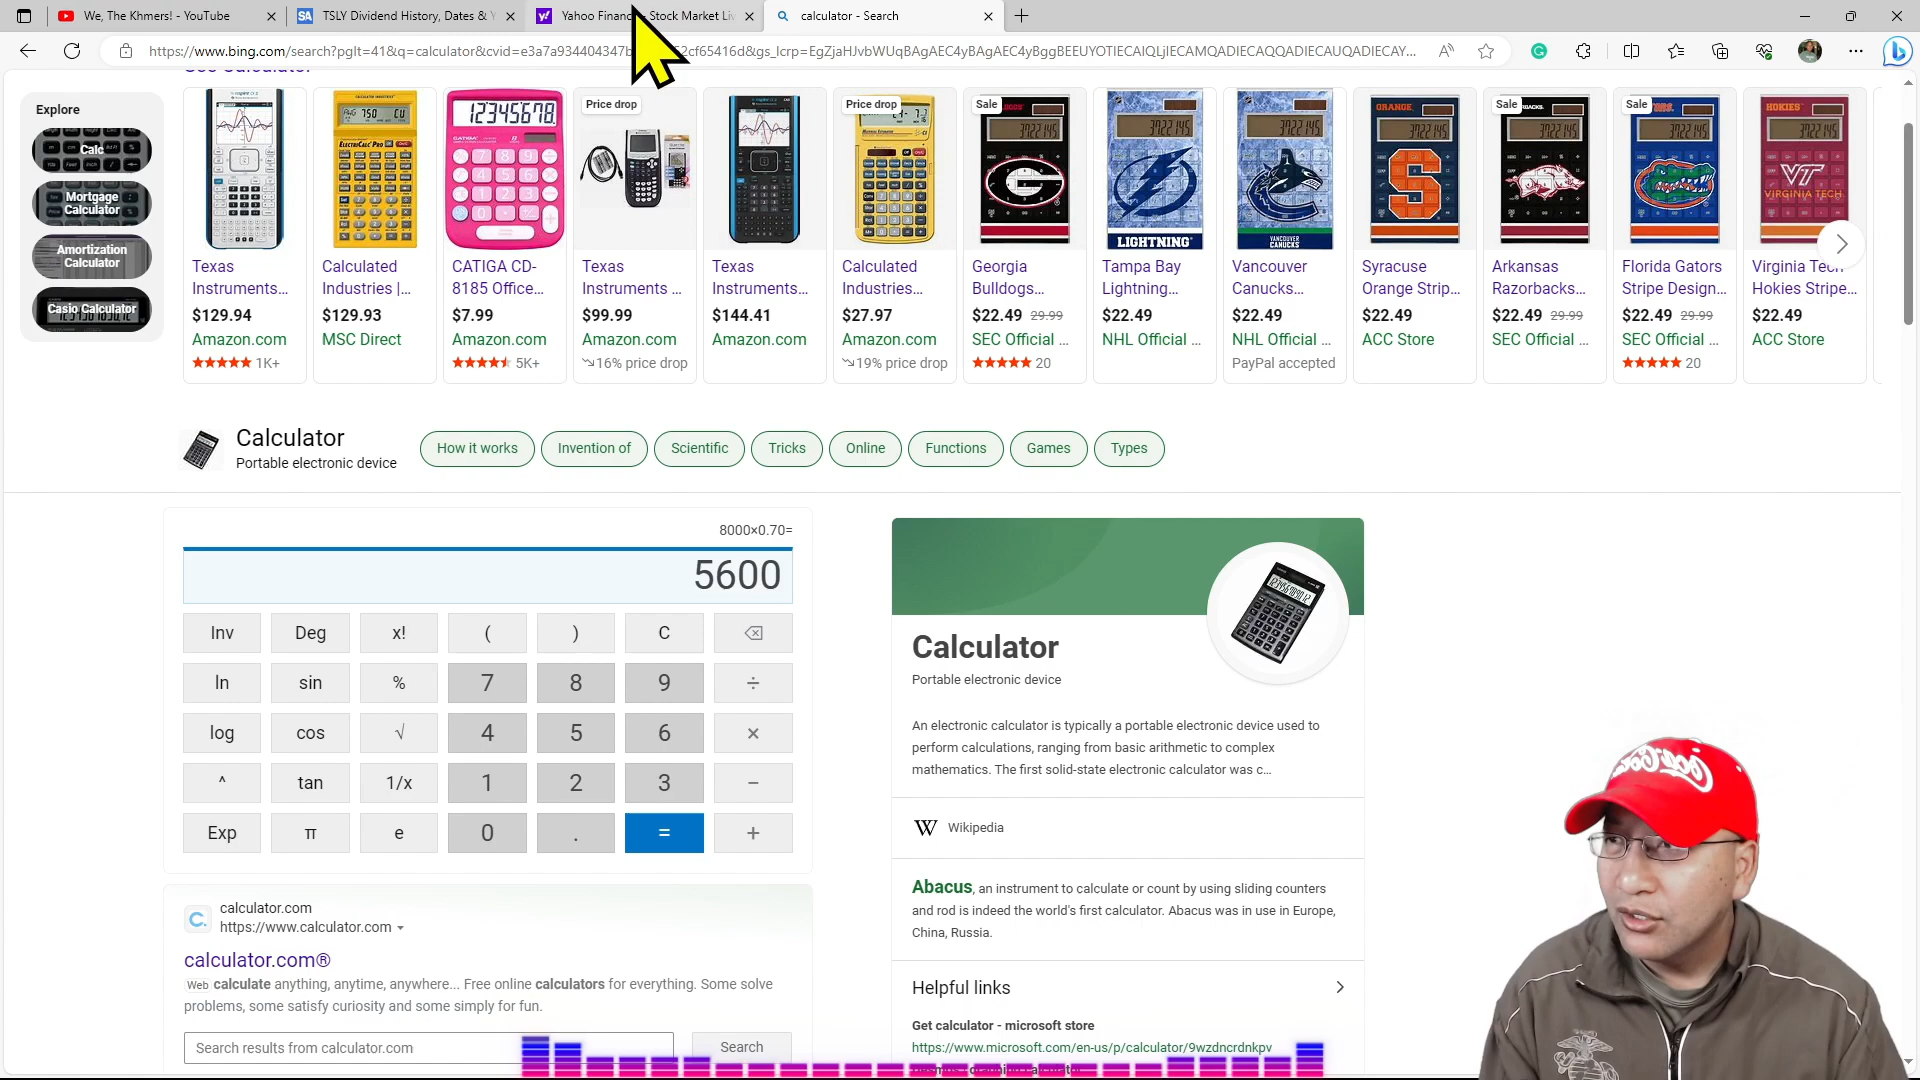 We, The Khmers! - YouTube
TSLY Dividend History, Dates & Y
Yahoo Finance - Stock Market Liv
calculator - Search
Explore
Calc
Mortgage
Calculator
Amortization
Calculator
Casio Calculator
Texas
Instruments...
$129.94
Amazon.com
1K+
Calculated
Industries |...
$129.93
MSC Direct
CATIGA CD-
8185 Office...
$7.99
Amazon.com
5K+
Price drop
Texas
Instruments ...
$99.99
Amazon.com
16% price drop
Texas
Instruments...
$144.41
Amazon.com
Price drop
Calculated
Industries...
$27.97
Amazon.com
19% price drop
Sale
Georgia
Bulldogs...
$22.49 29.99
SEC Official ...
20
LIGHTNING
Tampa Bay
Lightning...
$22.49
NHL Official ...
VANCOUVER
CANUCKS
Vancouver
Canucks...
$22.49
NHL Official ...
PayPal accepted
ORANGE
Syracuse
Orange Strip...
$22.49
ACC Store
Sale
Arkansas
Razorbacks...
$22.49 29.99
SEC Official ...
Sale
Florida Gators
Stripe Design...
$22.49 29.99
SEC Official ...
20
HOKIES
VIRGINIA TECH
Virginia Tech
Hokies Stripe...
$22.49
ACC Store
Calculator
Portable electronic device
How it works
Invention of
Scientific
Tricks
Online
Functions
Games
Types
8000×0.70=
5600
Inv Deg x! ( ) C
ln sin % 7 8 9 ÷
log cos √ 4 5 6 ×
^ tan 1/x 1 2 3 −
Exp π e 0 . = +
calculator.com
https://www.calculator.com
calculator.com®
Web calculate anything, anytime, anywhere... Free online calculators for everything. Some solve
problems, some satisfy curiosity and some simply for fun.
Search results from calculator.com
Search
Calculator
Portable electronic device
An electronic calculator is typically a portable electronic device used to
perform calculations, ranging from basic arithmetic to complex
mathematics. The first solid-state electronic calculator was c...
Wikipedia
Abacus, an instrument to calculate or count by using sliding counters
and rod is indeed the world's first calculator. Abacus was in use in Europe,
China, Russia.
Helpful links
Get calculator - microsoft store
https://www.microsoft.com/en-us/p/calculator/9wzdncrdnkpv
Coca-Cola